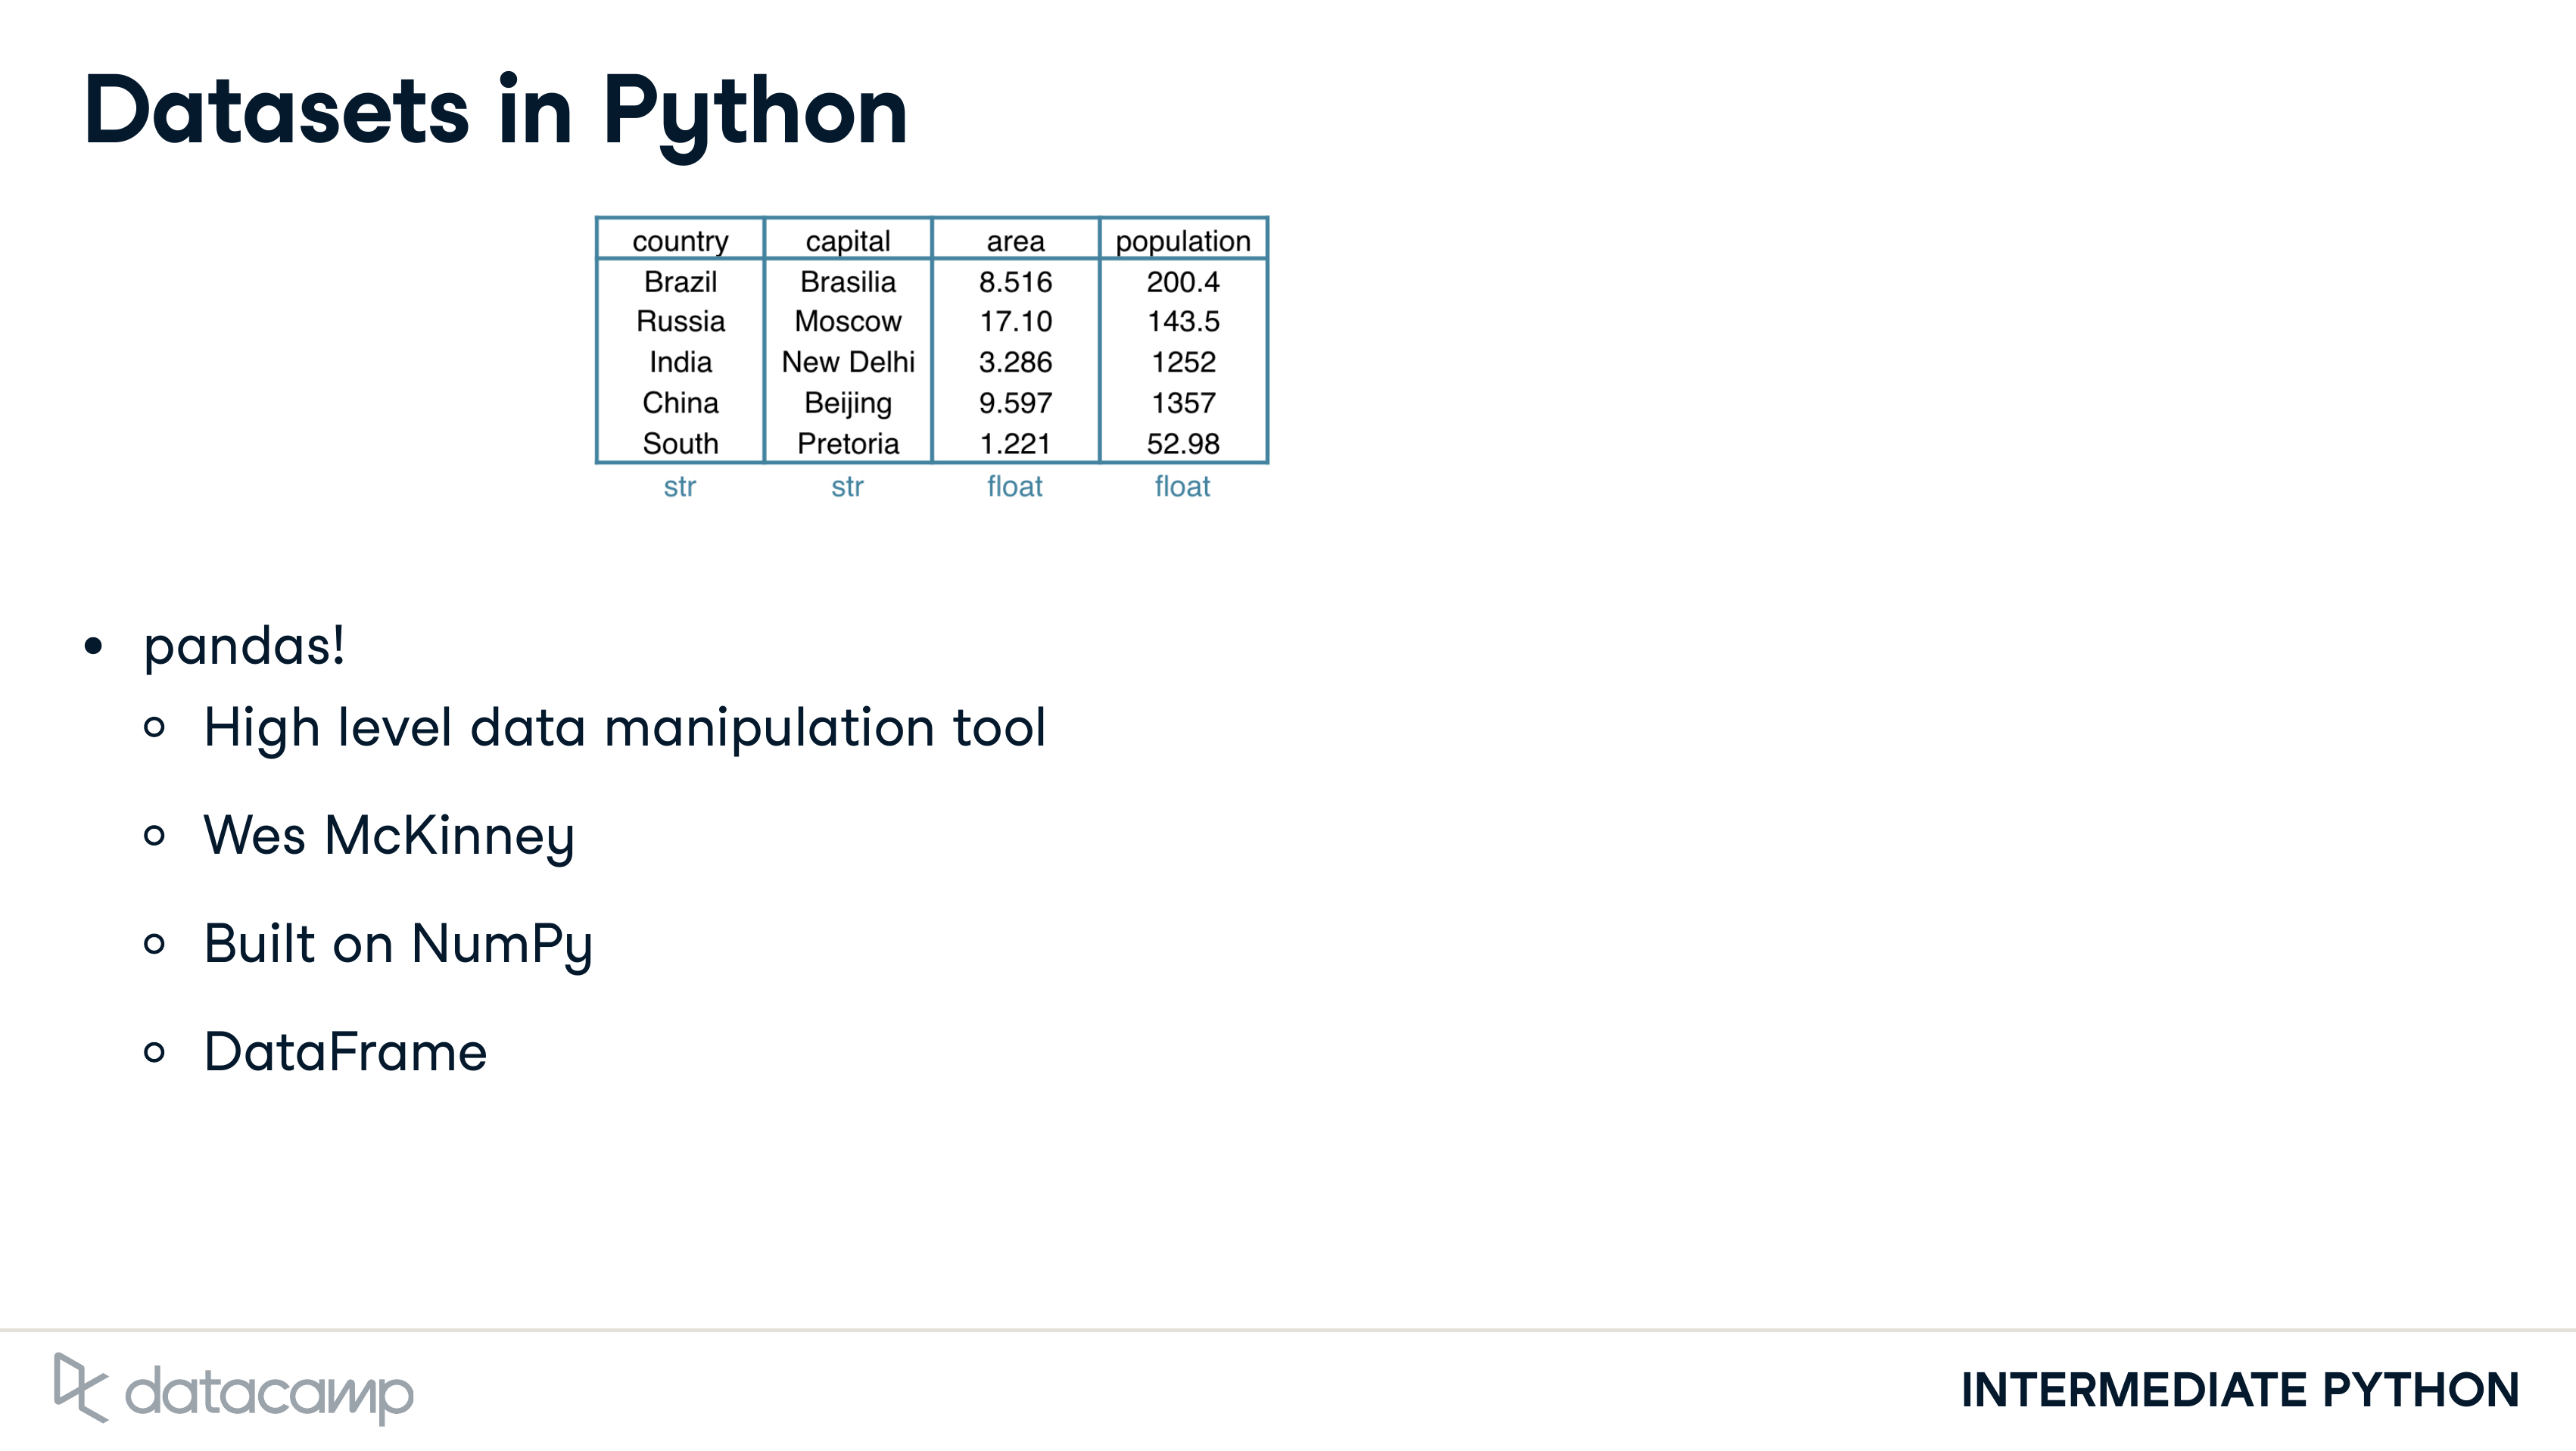 Datasets in Python
country capital area population
Brazil Brasilia 8.516 200.4
Russia Moscow 17.10 143.5
India New Delhi 3.286 1252
China Beijing 9.597 1357
South Pretoria 1.221 52.98
str str float float
• pandas!
○ High level data manipulation tool
○ Wes McKinney
○ Built on NumPy
○ DataFrame
datacamp
INTERMEDIATE PYTHON